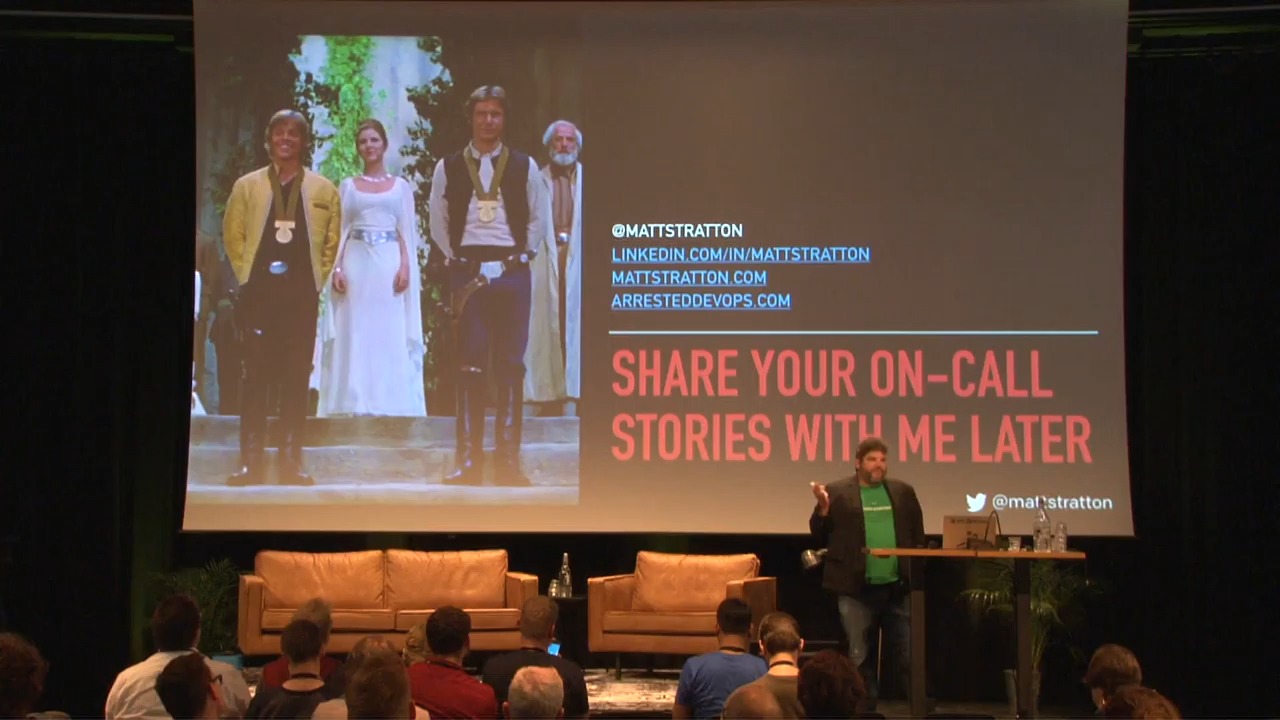 @MATTSTRATTON
LINKEDIN.COM/IN/MATTSTRATTON
MATTSTRATTON.COM
ARRESTEDDEVOPS.COM
SHARE YOUR ON-CALL
STORIES WITH ME LATER
@mattstratton